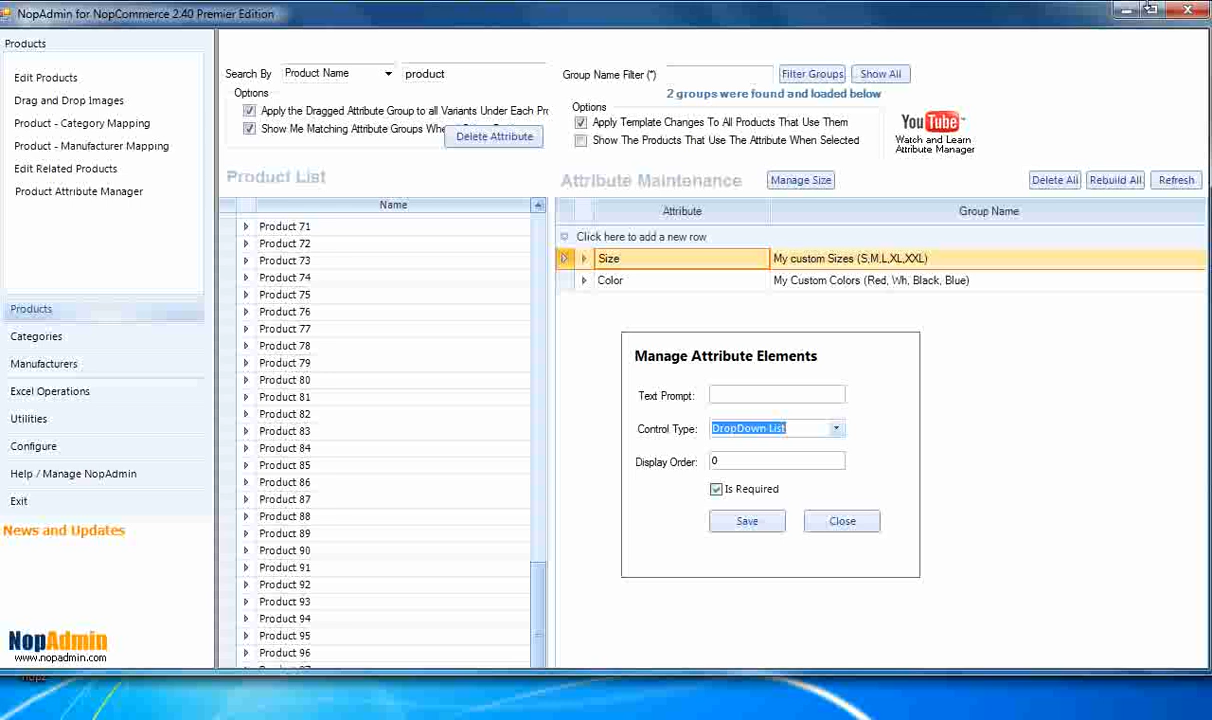 NopAdmin for NopCommerce 2.40 Premier Edition
Products
Edit Products
Drag and Drop Images
Product - Category Mapping
Product - Manufacturer Mapping
Edit Related Products
Product Attribute Manager
Products
Categories
Manufacturers
Excel Operations
Utilities
Configure
Help / Manage NopAdmin
Exit
News and Updates
NopAdmin
www.nopadmin.com
Search By
Product Name
product
Options
Apply the Dragged Attribute Group to all Variants Under Each Pr
Show Me Matching Attribute Groups Whe
Delete Attribute
Product List
Name
Product 71
Product 72
Product 73
Product 74
Product 75
Product 76
Product 77
Product 78
Product 79
Product 80
Product 81
Product 82
Product 83
Product 84
Product 85
Product 86
Product 87
Product 88
Product 89
Product 90
Product 91
Product 92
Product 93
Product 94
Product 95
Product 96
Group Name Filter (*)
Filter Groups
Show All
2 groups were found and loaded below
Options
Apply Template Changes To All Products That Use Them
Show The Products That Use The Attribute When Selected
YouTube
Watch and Learn
Attribute Manager
Attribute Maintenance
Manage Size
Delete All
Rebuild All
Refresh
Attribute
Group Name
Click here to add a new row
Size
My custom Sizes (S,M,L,XL,XXL)
Color
My Custom Colors (Red, Wh, Black, Blue)
Manage Attribute Elements
Text Prompt:
Control Type:
DropDown List
Display Order:
0
Is Required
Save
Close